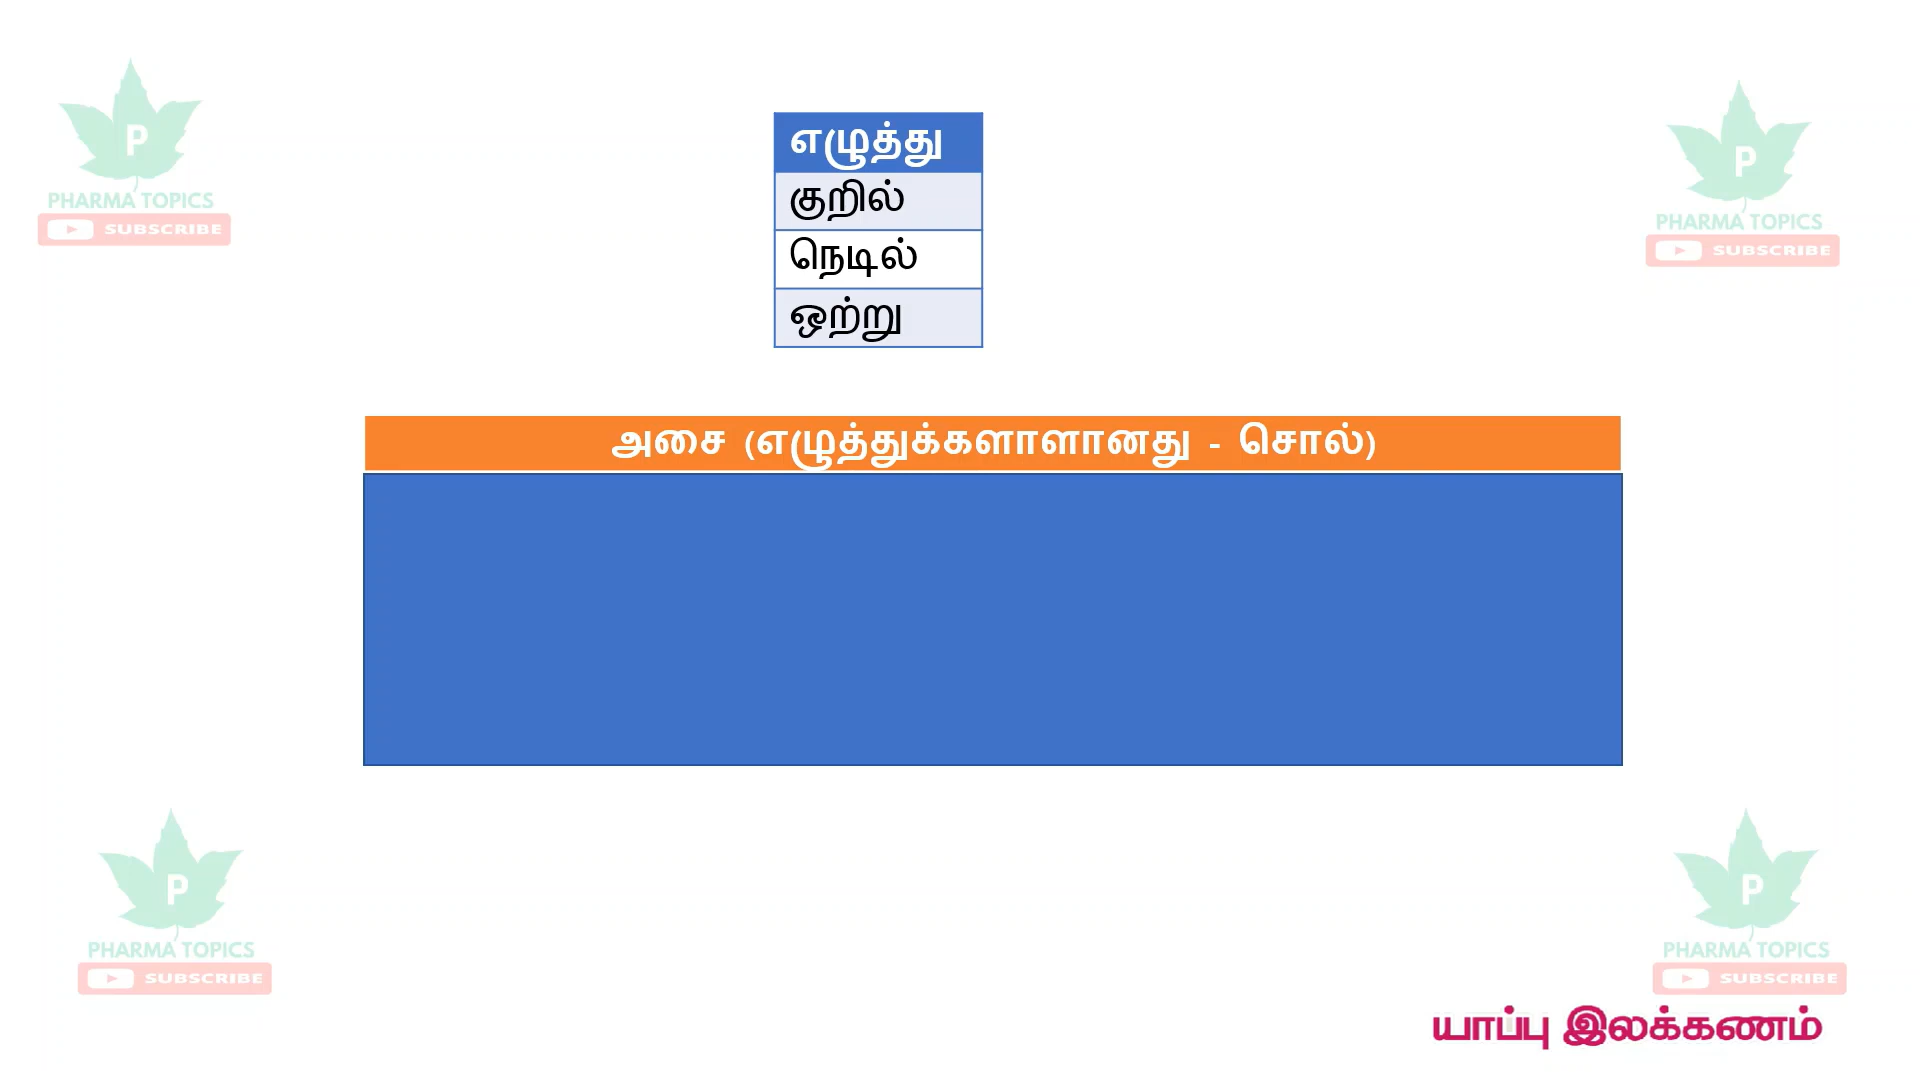 P
PHARMA TOPICS
SUBSCRIBE
P
PHARMA TOPICS
SUBSCRIBE
எழுத்து
குறில்
நெடில்
ஒற்று
அசை (எழுத்துக்களாளானது - சொல்)
P
PHARMA TOPICS
SUBSCRIBE
P
PHARMA TOPICS
SUBSCRIBE
யாப்பு இலக்கணம்